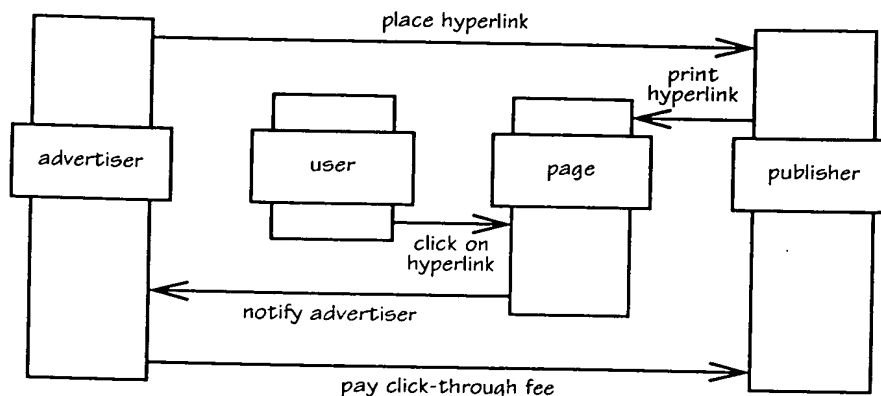 place hyperlink
print
hyperlink
advertiser
user
page
publisher
click on
hyperlink
notify advertiser
pay click-through fee